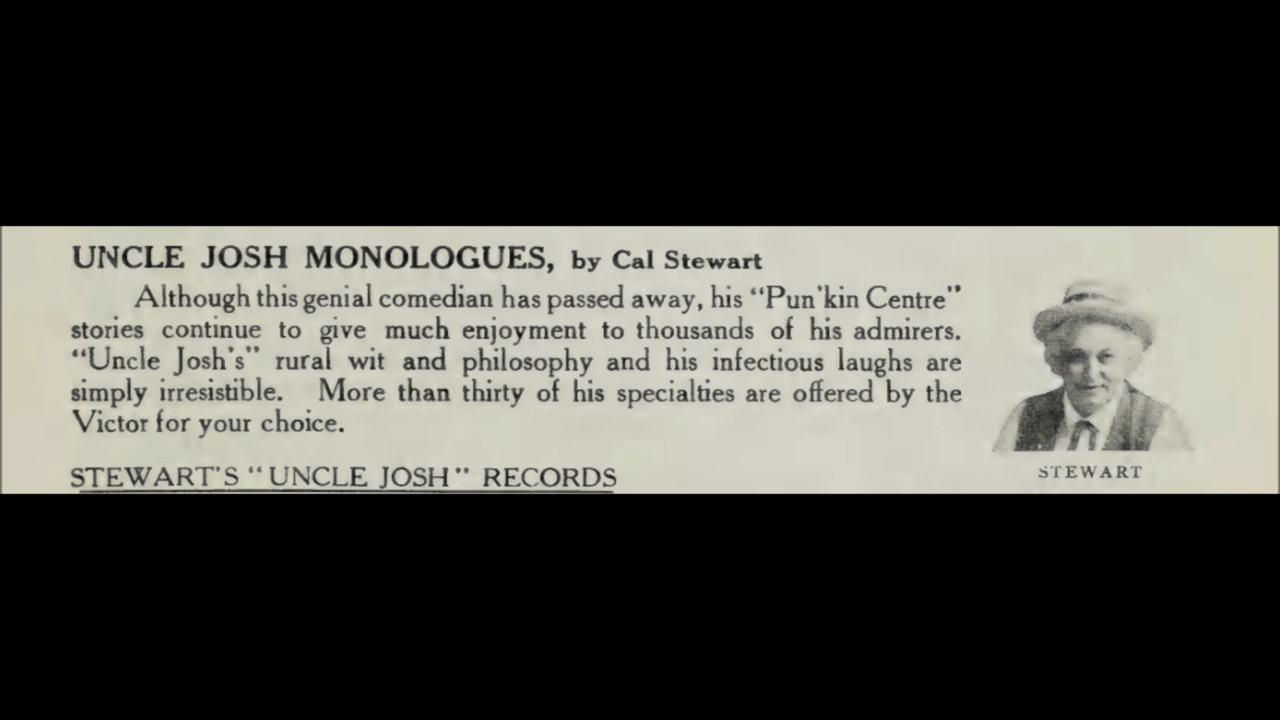 UNCLE JOSH MONOLOGUES, by Cal Stewart
Although this genial comedian has passed away, his “Pun'kin Centre”
stories continue to give much enjoyment to thousands of his admirers.
“Uncle Josh's” rural wit and philosophy and his infectious laughs are
simply irresistible. More than thirty of his specialties are offered by the
Victor for your choice.
STEWART
STEWART'S “UNCLE JOSH” RECORDS